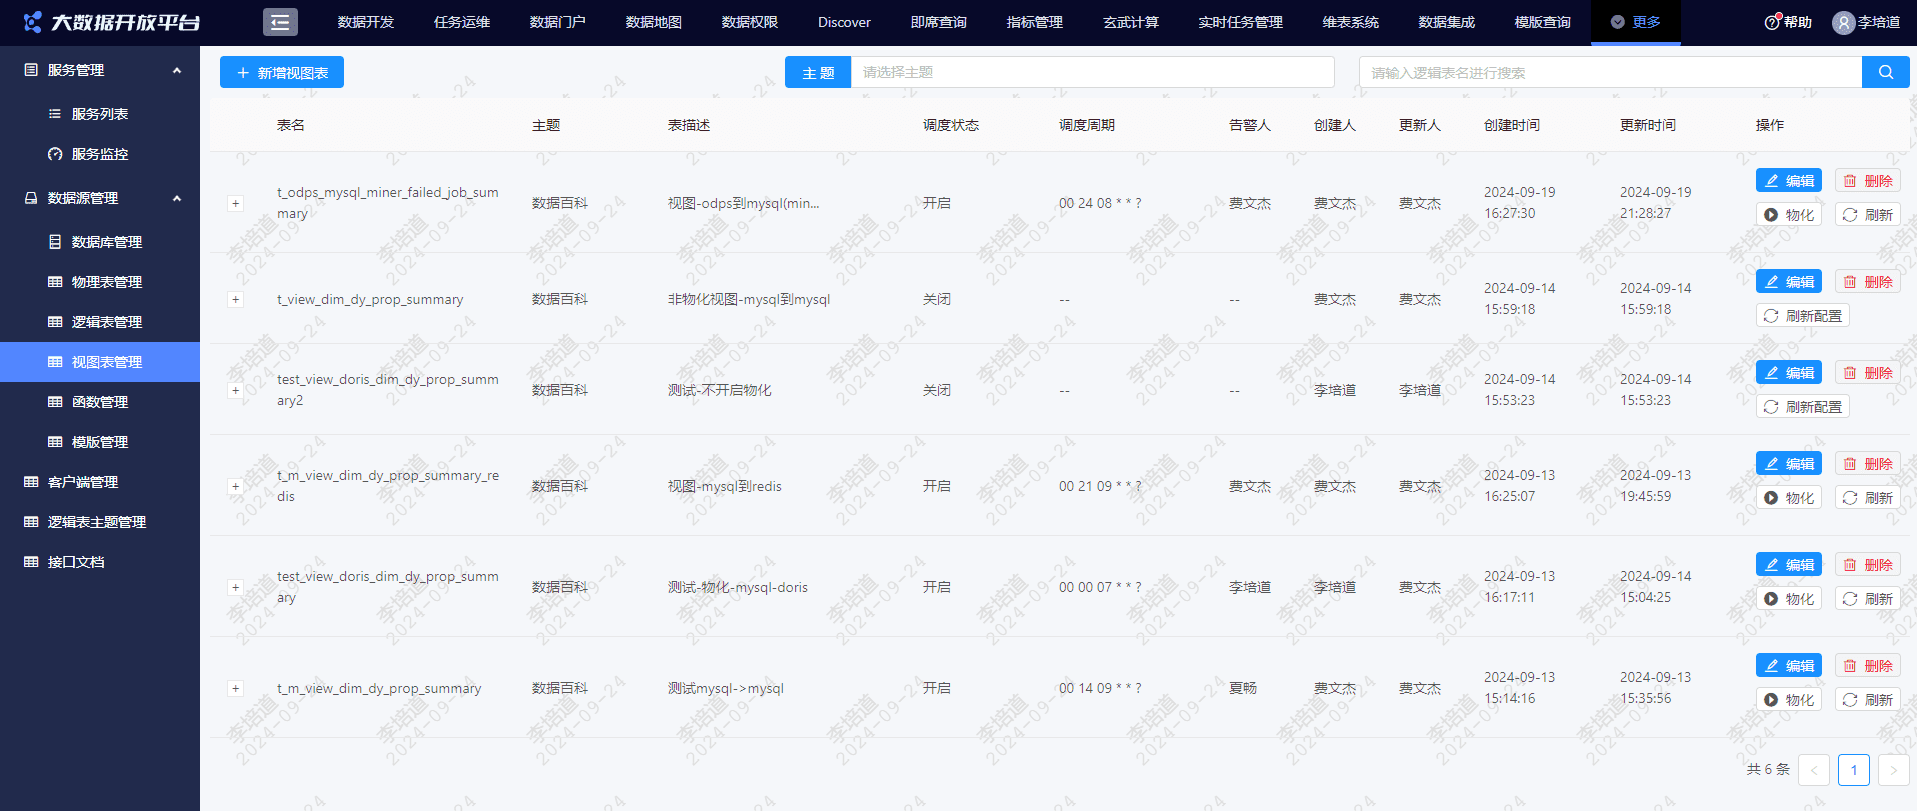 大数据开放平台
数据开发 任务运维 数据门户 数据地图 数据权限 Discover 即席查询 指标管理 玄武计算 实时任务管理 维表系统 数据集成 模版查询 更多 帮助 李培道
服务管理
服务列表
服务监控
数据源管理
数据库管理
物理表管理
逻辑表管理
视图表管理
函数管理
模版管理
客户端管理
逻辑表主题管理
接口文档
+ 新增视图表 主 题 请选择主题 请输入逻辑表名进行搜索
表名 主题 表描述 调度状态 调度周期 告警人 创建人 更新人 创建时间 更新时间 操作
t_odps_mysql_miner_failed_job_sum
mary
数据百科 视图-odps到mysql(min... 开启 00 24 08 * * ? 费文杰 费文杰 费文杰
2024-09-19
16:27:30
2024-09-19
21:28:27
编辑 删除
物化 刷新
t_view_dim_dy_prop_summary 数据百科 非物化视图-mysql到mysql 关闭 -- -- 费文杰 费文杰
2024-09-14
15:59:18
2024-09-14
15:59:18
编辑 删除
刷新配置
test_view_doris_dim_dy_prop_summ
ary2
数据百科 测试-不开启物化 关闭 -- -- 李培道 李培道
2024-09-14
15:53:23
2024-09-14
15:53:23
编辑 删除
刷新配置
t_m_view_dim_dy_prop_summary_re
dis
数据百科 视图-mysql到redis 开启 00 21 09 * * ? 费文杰 费文杰 费文杰
2024-09-13
16:25:07
2024-09-13
19:45:59
编辑 删除
物化 刷新
test_view_doris_dim_dy_prop_summ
ary
数据百科 测试-物化-mysql-doris 开启 00 00 07 * * ? 李培道 李培道 费文杰
2024-09-13
16:17:11
2024-09-14
15:04:25
编辑 删除
物化 刷新
t_m_view_dim_dy_prop_summary 数据百科 测试mysql->mysql 开启 00 14 09 * * ? 夏畅 费文杰 费文杰
2024-09-13
15:14:16
2024-09-13
15:35:56
编辑 删除
物化 刷新
共 6 条 < 1 >
李培道
2024-09-24